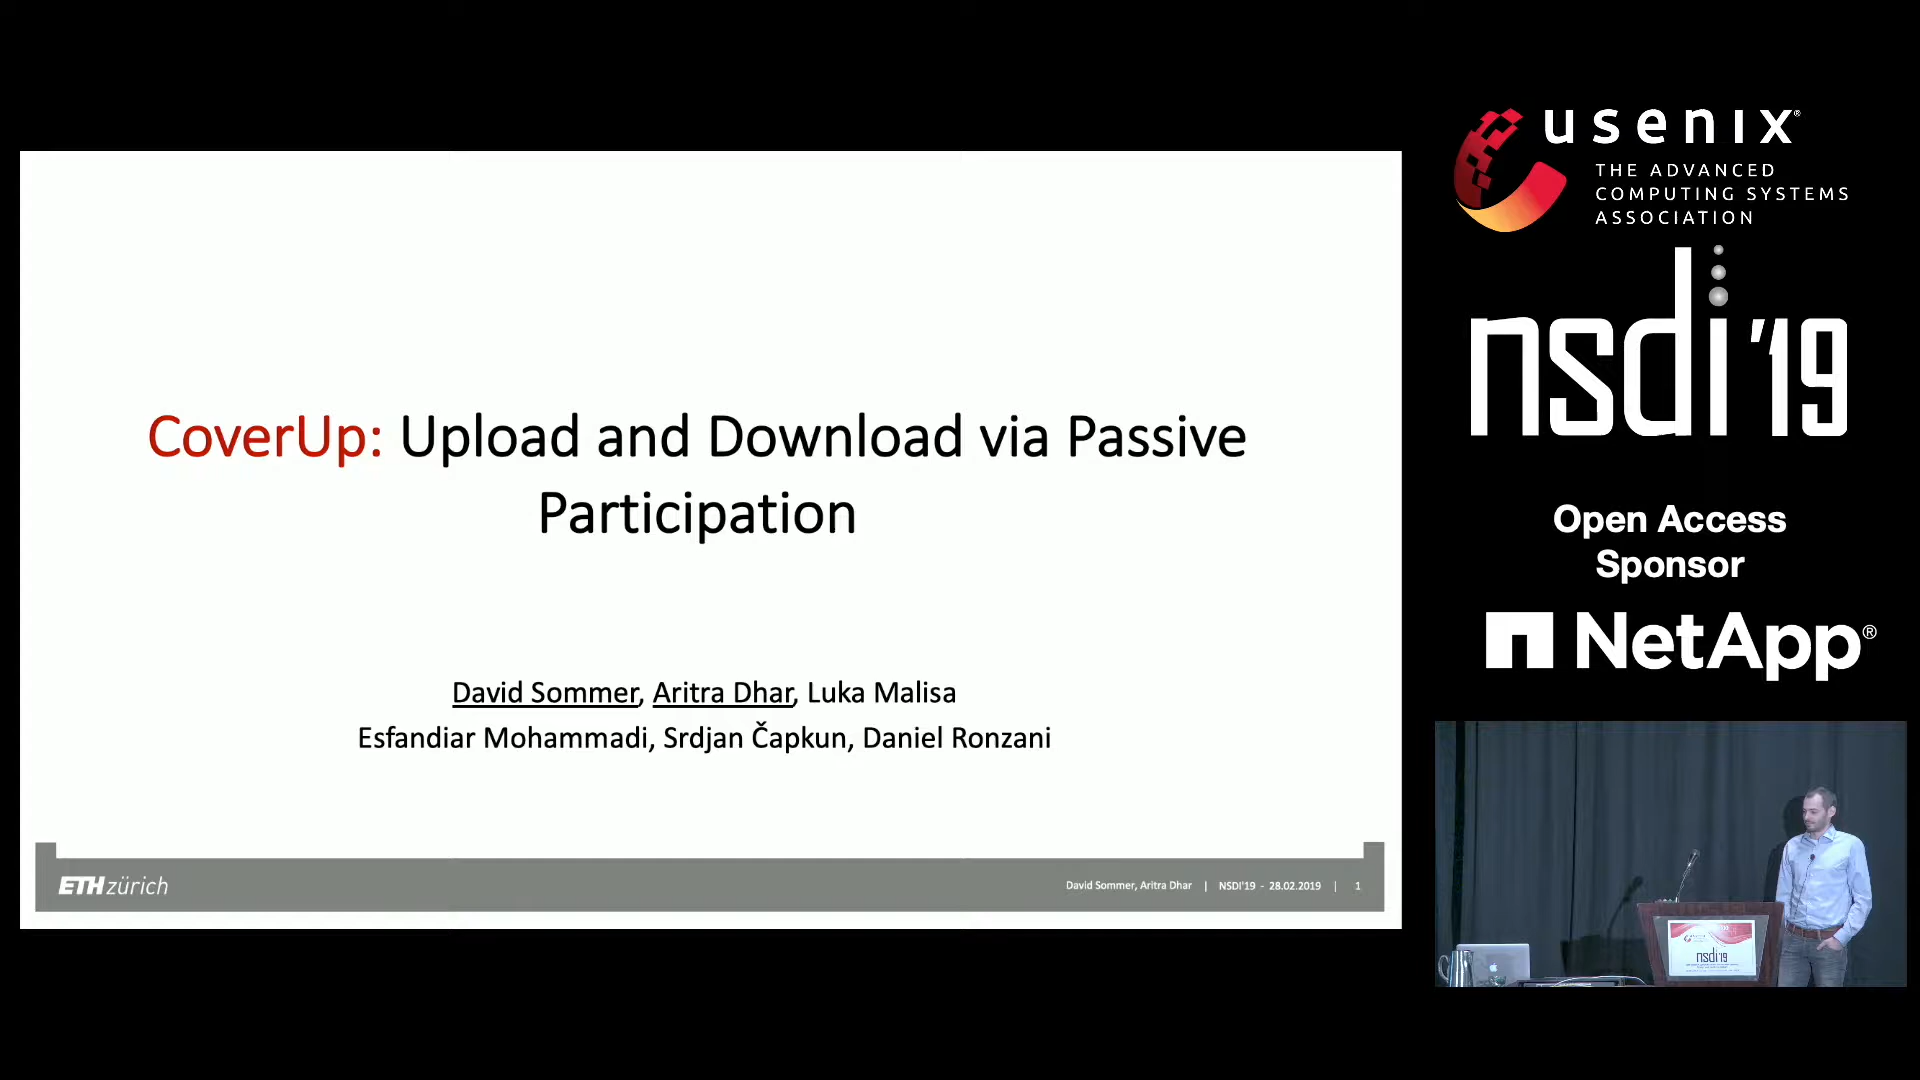 CoverUp: Upload and Download via Passive
Participation
David Sommer, Aritra Dhar, Luka Malisa
Esfandiar Mohammadi, Srdjan Čapkun, Daniel Ronzani
ETH zürich
David Sommer, Aritra Dhar | NSDI'19 - 28.02.2019 | 1
usenix®
THE ADVANCED
COMPUTING SYSTEMS
ASSOCIATION
nsdi '19
Open Access
Sponsor
NetApp®
nsdi'19